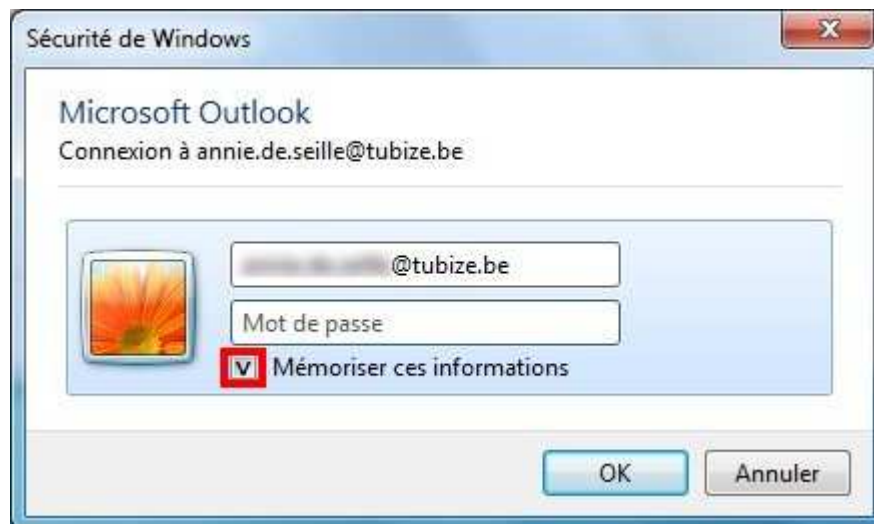 Sécurité de Windows
Microsoft Outlook
Connexion à annie.de.seille@tubize.be
@tubize.be
Mot de passe
V Mémoriser ces informations
OK Annuler